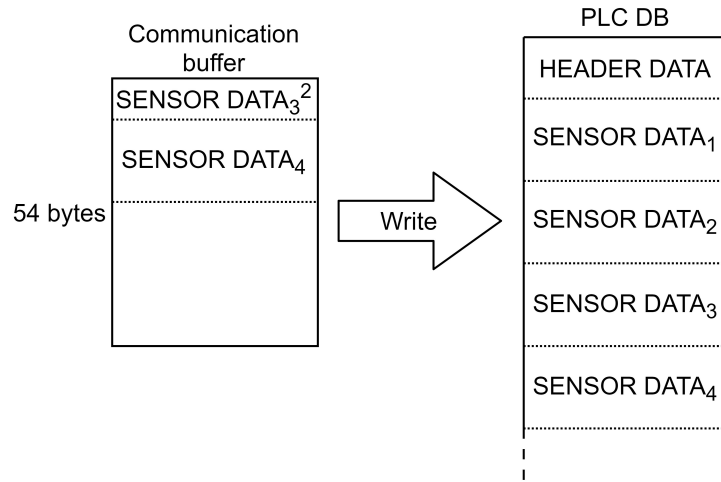 Communication
buffer
SENSOR DATA₃²
SENSOR DATA₄
54 bytes
Write
PLC DB
HEADER DATA
SENSOR DATA₁
SENSOR DATA₂
SENSOR DATA₃
SENSOR DATA₄